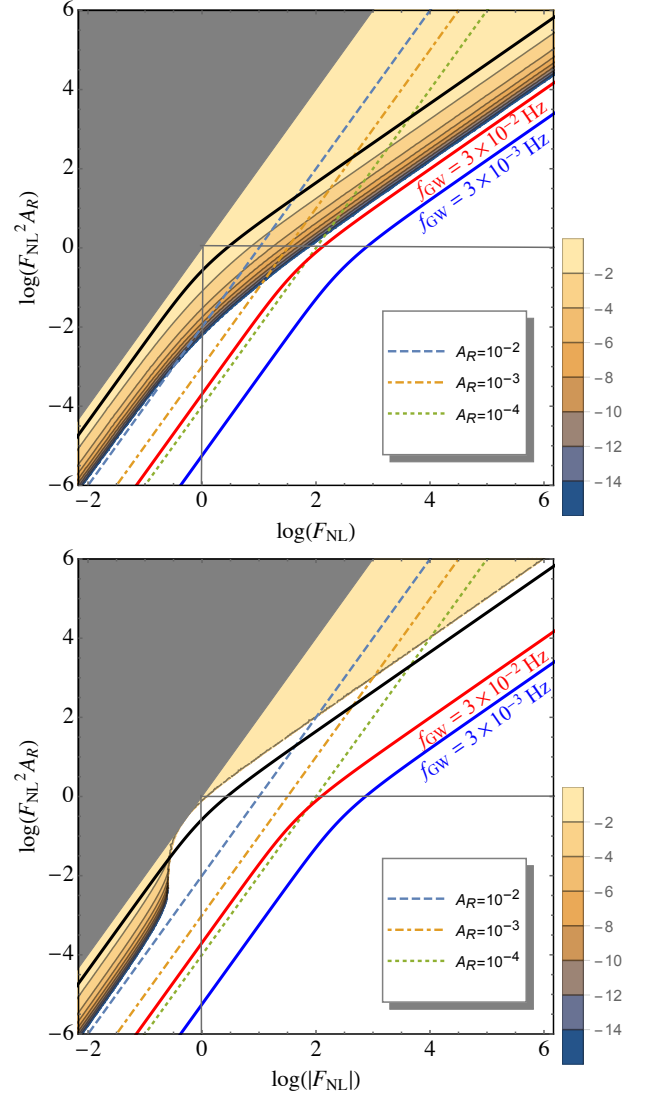 6
4
2
0
−2
−4
−6
log(F_NL² A_R)
f_GW = 3×10⁻² Hz
f_GW = 3×10⁻³ Hz
A_R=10⁻²
A_R=10⁻³
A_R=10⁻⁴
−2
−4
−6
−8
−10
−12
−14
−2 0 2 4 6
log(F_NL)
6
4
2
0
−2
−4
−6
log(F_NL² A_R)
f_GW = 3×10⁻² Hz
f_GW = 3×10⁻³ Hz
A_R=10⁻²
A_R=10⁻³
A_R=10⁻⁴
−2
−4
−6
−8
−10
−12
−14
−2 0 2 4 6
log(|F_NL|)